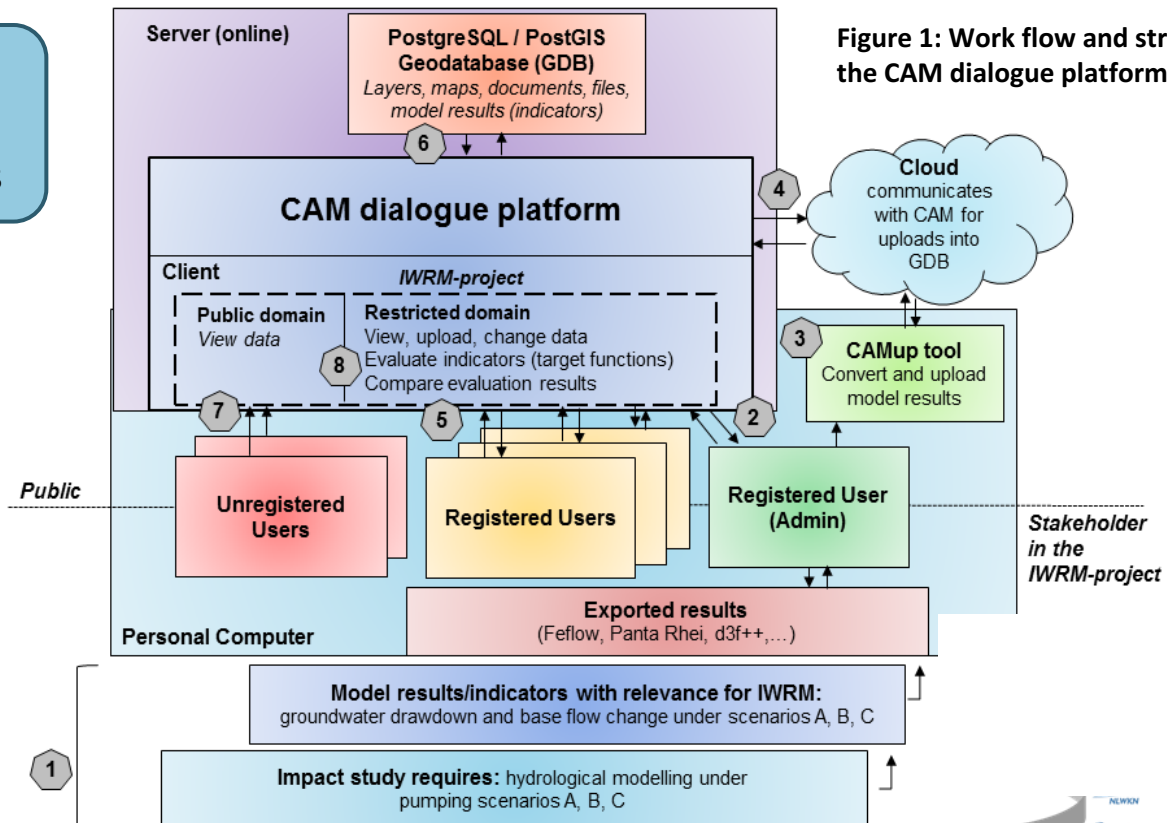 Server (online)
PostgreSQL / PostGIS
Geodatabase (GDB)
Layers, maps, documents, files,
model results (indicators)
Figure 1: Work flow and str
the CAM dialogue platform
s
6
CAM dialogue platform
4
Cloud
communicates
with CAM for
uploads into
GDB
Client
IWRM-project
Public domain
View data
8
Restricted domain
View, upload, change data
Evaluate indicators (target functions)
Compare evaluation results
3
CAMup tool
Convert and upload
model results
7
5
2
Public
Unregistered
Users
Registered Users
Registered User
(Admin)
Stakeholder
in the
IWRM-project
Exported results
(Feflow, Panta Rhei, d3f++,...)
Personal Computer
Model results/indicators with relevance for IWRM:
groundwater drawdown and base flow change under scenarios A, B, C
1
Impact study requires: hydrological modelling under
pumping scenarios A, B, C
NLWKN